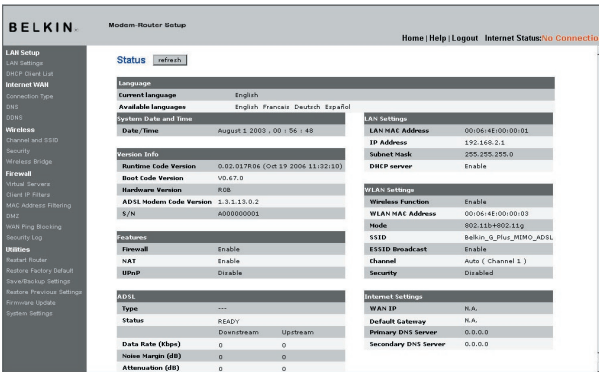 BELKIN®
Modem-Router Setup
Home | Help | Logout Internet Status: No Connectio
LAN Setup
LAN Settings
DHCP Client List
Internet WAN
Connection Type
DNS
DDNS
Wireless
Channel and SSID
Security
Wireless Bridge
Firewall
Virtual Servers
Client IP Filters
MAC Address Filtering
DMZ
WAN Ping Blocking
Security Log
Utilities
Restart Router
Restore Factory Default
Save/Backup Settings
Restore Previous Settings
Firmware Update
System Settings
Status refresh
Language
Current language English
Available languages English Francais Deutsch Español
System Date and Time
Date/Time August 1 2003 , 00 : 56 : 48
Version Info
Runtime Code Version 0.02.017R06 (Oct 19 2006 11:32:10)
Boot Code Version V0.67.0
Hardware Version R0B
ADSL Modem Code Version 1.3.1.13.0.2
S/N A000000001
Features
Firewall Enable
NAT Enable
UPnP Disable
ADSL
Type ---
Status READY
Downstream Upstream
Data Rate (Kbps) 0 0
Noise Margin (dB) 0 0
Attenuation (dB) 0 0
LAN Settings
LAN MAC Address 00:06:4E:00:00:01
IP Address 192.168.2.1
Subnet Mask 255.255.255.0
DHCP server Enable
WLAN Settings
Wireless Function Enable
WLAN MAC Address 00:06:4E:00:00:03
Mode 802.11b+802.11g
SSID Belkin_G_Plus_MIMO_ADSL
ESSID Broadcast Enable
Channel Auto ( Channel 1 )
Security Disabled
Internet Settings
WAN IP N.A.
Default Gateway N.A.
Primary DNS Server 0.0.0.0
Secondary DNS Server 0.0.0.0